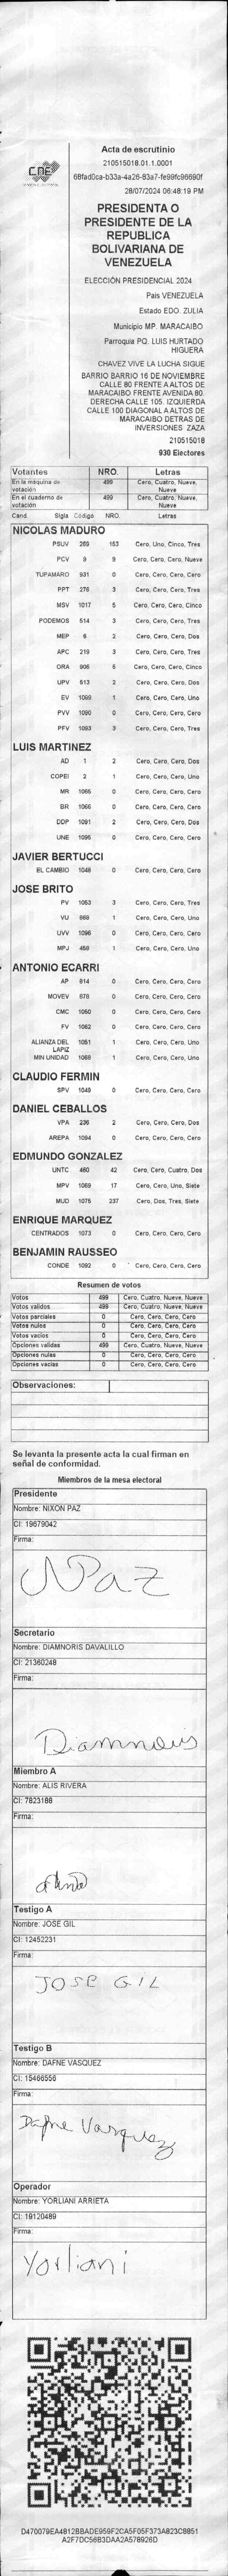 CNE
Acta de escrutinio
210515018.01.1.0001
68fad0ca-b33a-4a26-83a7-fe99fc96690f
28/07/2024 06:48:19 PM
PRESIDENTA O
PRESIDENTE DE LA
REPUBLICA
BOLIVARIANA DE
VENEZUELA
ELECCIÓN PRESIDENCIAL 2024
Pais VENEZUELA
Estado EDO. ZULIA
Municipio MP. MARACAIBO
Parroquia PQ. LUIS HURTADO
HIGUERA
CHAVEZ VIVE LA LUCHA SIGUE
BARRIO BARRIO 16 DE NOVIEMBRE
CALLE 80 FRENTE A ALTOS DE
MARACAIBO FRENTE AVENIDA 80.
DERECHA CALLE 105. IZQUIERDA
CALLE 100 DIAGONAL A ALTOS DE
MARACAIBO DETRAS DE
INVERSIONES ZAZA
210515018
930 Electores
Votantes NRO. Letras
En la máquina de votación 499 Cero, Cuatro, Nueve, Nueve
En el cuaderno de votación 499 Cero, Cuatro, Nueve, Nueve
Cand. Sigla Código NRO. Letras
NICOLAS MADURO
PSUV 269 153 Cero, Uno, Cinco, Tres
PCV 9 9 Cero, Cero, Cero, Nueve
TUPAMARO 931 0 Cero, Cero, Cero, Cero
PPT 276 3 Cero, Cero, Cero, Tres
MSV 1017 5 Cero, Cero, Cero, Cinco
PODEMOS 514 3 Cero, Cero, Cero, Tres
MEP 6 2 Cero, Cero, Cero, Dos
APC 219 3 Cero, Cero, Cero, Tres
ORA 906 5 Cero, Cero, Cero, Cinco
UPV 613 2 Cero, Cero, Cero, Dos
EV 1089 1 Cero, Cero, Cero, Uno
PVV 1090 0 Cero, Cero, Cero, Cero
PFV 1093 3 Cero, Cero, Cero, Tres
LUIS MARTINEZ
AD 1 2 Cero, Cero, Cero, Dos
COPEI 2 1 Cero, Cero, Cero, Uno
MR 1065 0 Cero, Cero, Cero, Cero
BR 1066 0 Cero, Cero, Cero, Cero
DDP 1091 2 Cero, Cero, Cero, Dos
UNE 1095 0 Cero, Cero, Cero, Cero
JAVIER BERTUCCI
EL CAMBIO 1048 0 Cero, Cero, Cero, Cero
JOSE BRITO
PV 1053 3 Cero, Cero, Cero, Tres
VU 868 1 Cero, Cero, Cero, Uno
UVV 1096 0 Cero, Cero, Cero, Cero
MPJ 458 1 Cero, Cero, Cero, Uno
ANTONIO ECARRI
AP 814 0 Cero, Cero, Cero, Cero
MOVEV 878 0 Cero, Cero, Cero, Cero
CMC 1060 0 Cero, Cero, Cero, Cero
FV 1062 0 Cero, Cero, Cero, Cero
ALIANZA DEL LAPIZ 1051 1 Cero, Cero, Cero, Uno
MIN UNIDAD 1068 1 Cero, Cero, Cero, Uno
CLAUDIO FERMIN
SPV 1049 0 Cero, Cero, Cero, Cero
DANIEL CEBALLOS
VPA 236 2 Cero, Cero, Cero, Dos
AREPA 1094 0 Cero, Cero, Cero, Cero
EDMUNDO GONZALEZ
UNTC 460 42 Cero, Cero, Cuatro, Dos
MPV 1069 17 Cero, Cero, Uno, Siete
MUD 1075 237 Cero, Dos, Tres, Siete
ENRIQUE MARQUEZ
CENTRADOS 1073 0 Cero, Cero, Cero, Cero
BENJAMIN RAUSSEO
CONDE 1092 0 Cero, Cero, Cero, Cero
Resumen de votos
Votos 499 Cero, Cuatro, Nueve, Nueve
Votos validos 499 Cero, Cuatro, Nueve, Nueve
Votos parciales 0 Cero, Cero, Cero, Cero
Votos nulos 0 Cero, Cero, Cero, Cero
Votos vacios 0 Cero, Cero, Cero, Cero
Opciones validas 499 Cero, Cuatro, Nueve, Nueve
Opciones nulas 0 Cero, Cero, Cero, Cero
Opciones vacias 0 Cero, Cero, Cero, Cero
Observaciones:
Se levanta la presente acta la cual firman en
señal de conformidad.
Miembros de la mesa electoral
Presidente
Nombre: NIXON PAZ
CI: 19679042
Firma:
NPaz
Secretario
Nombre: DIAMNORIS DAVALILLO
CI: 21360248
Firma:
Diamnoris
Miembro A
Nombre: ALIS RIVERA
CI: 7823188
Firma:
Testigo A
Nombre: JOSE GIL
CI: 12452231
Firma:
JOSE GIL
Testigo B
Nombre: DAFNE VASQUEZ
CI: 15466556
Firma:
Dafne Vasquez
Operador
Nombre: YORLIANI ARRIETA
CI: 19120489
Firma:
Yorliani
D470079EA4812BBADE959F2CA5F05F373A823C8851
A2F7DC56B3DAA2A578926D